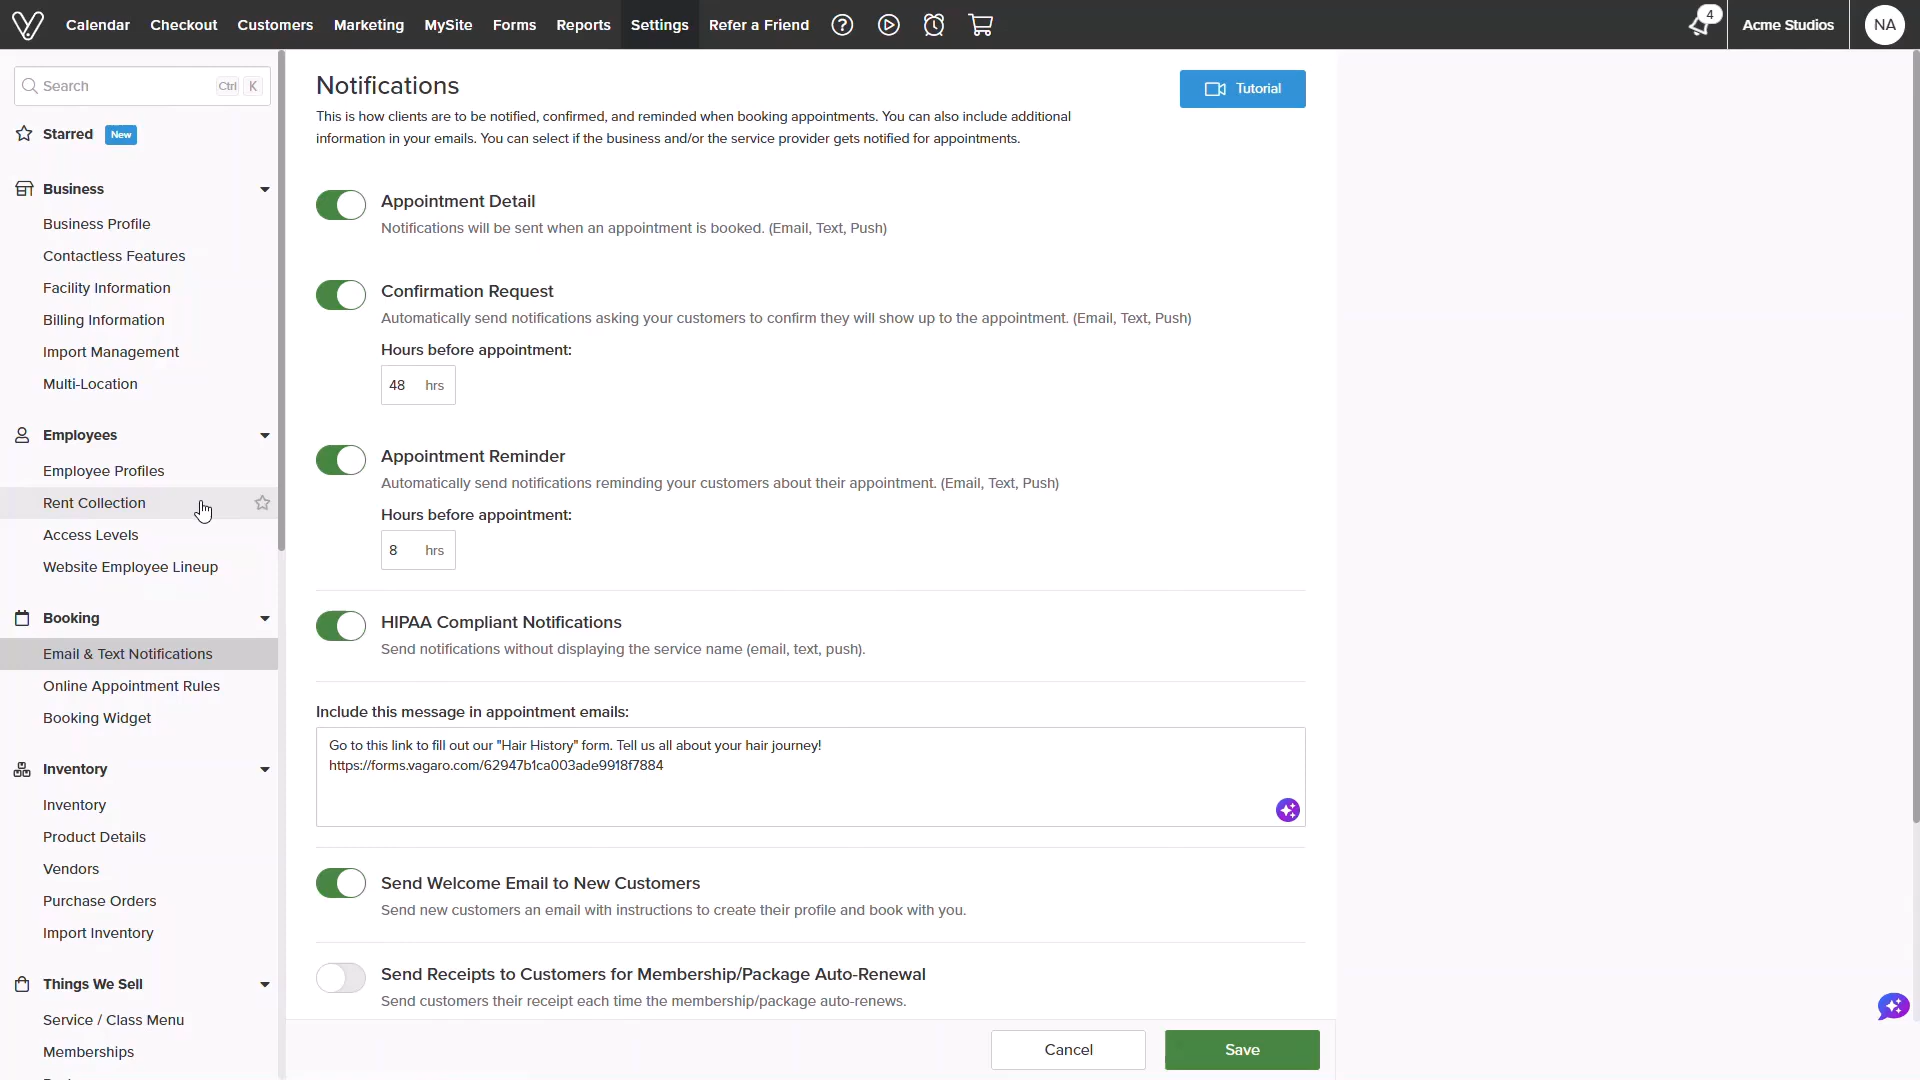 Calendar Checkout Customers Marketing MySite Forms Reports Settings Refer a Friend 4 Acme Studios NA
Search Ctrl K
Starred New
Business
Business Profile
Contactless Features
Facility Information
Billing Information
Import Management
Multi-Location
Employees
Employee Profiles
Rent Collection
Access Levels
Website Employee Lineup
Booking
Email & Text Notifications
Online Appointment Rules
Booking Widget
Inventory
Inventory
Product Details
Vendors
Purchase Orders
Import Inventory
Things We Sell
Service / Class Menu
Memberships
Notifications
Tutorial
This is how clients are to be notified, confirmed, and reminded when booking appointments. You can also include additional
information in your emails. You can select if the business and/or the service provider gets notified for appointments.
Appointment Detail
Notifications will be sent when an appointment is booked. (Email, Text, Push)
Confirmation Request
Automatically send notifications asking your customers to confirm they will show up to the appointment. (Email, Text, Push)
Hours before appointment:
48 hrs
Appointment Reminder
Automatically send notifications reminding your customers about their appointment. (Email, Text, Push)
Hours before appointment:
8 hrs
HIPAA Compliant Notifications
Send notifications without displaying the service name (email, text, push).
Include this message in appointment emails:
Go to this link to fill out our "Hair History" form. Tell us all about your hair journey!
https://forms.vagaro.com/62947b1ca003ade9918f7884
Send Welcome Email to New Customers
Send new customers an email with instructions to create their profile and book with you.
Send Receipts to Customers for Membership/Package Auto-Renewal
Send customers their receipt each time the membership/package auto-renews.
Cancel Save